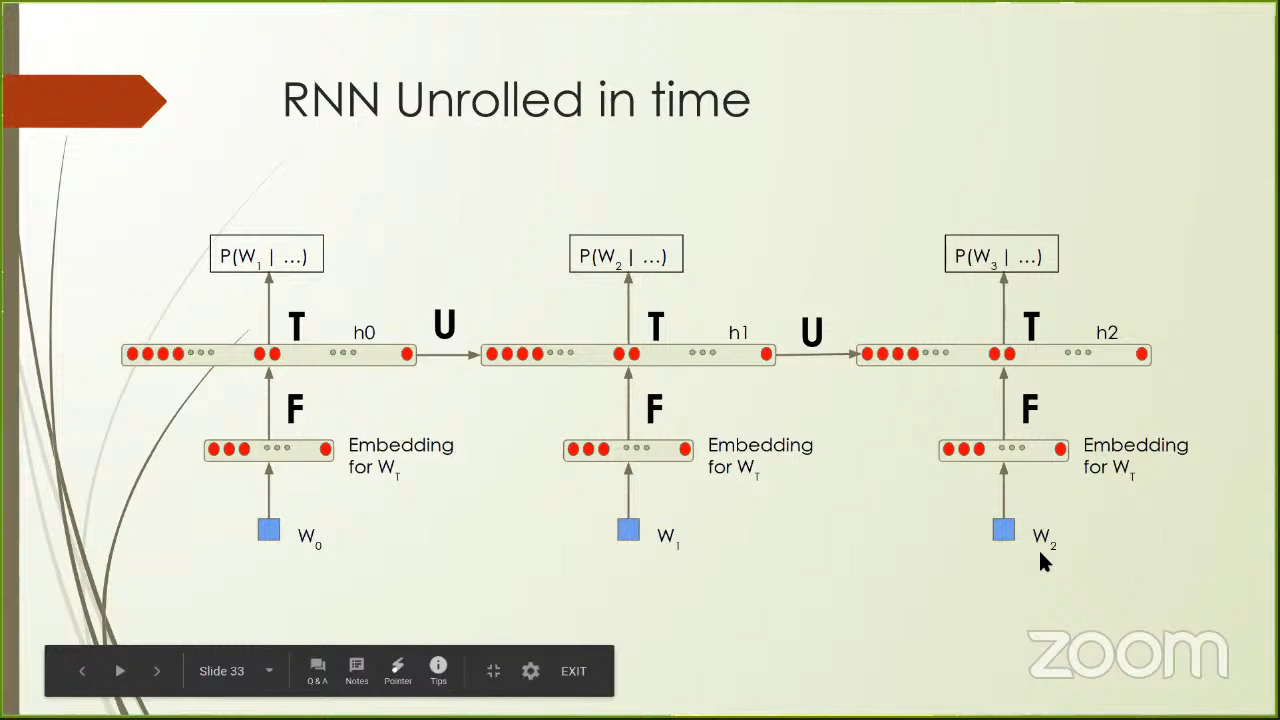 RNN Unrolled in time
P(W1 | ...) P(W2 | ...) P(W3 | ...)
T h0 U T h1 U T h2
F F F
Embedding for WT
Embedding for WT
Embedding for WT
W0 W1 W2
zoom
Slide 33 Q & A Notes Pointer Tips EXIT